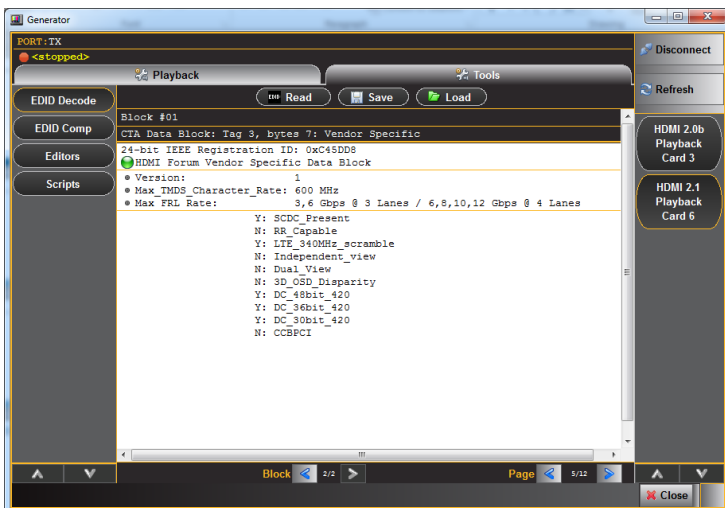 Generator
PORT:TX
<stopped>
Playback
Tools
Disconnect
Refresh
EDID Decode
EDID Comp
Editors
Scripts
Read
Save
Load
Block #01
CTA Data Block: Tag 3, bytes 7: Vendor Specific
24-bit IEEE Registration ID: 0xC45DD8
HDMI Forum Vendor Specific Data Block
Version: 1
Max_TMDS_Character_Rate: 600 MHz
Max FRL Rate: 3,6 Gbps @ 3 Lanes / 6,8,10,12 Gbps @ 4 Lanes
Y: SCDC_Present
N: RR_Capable
Y: LTE_340MHz_scramble
N: Independent_view
N: Dual_View
N: 3D_OSD_Disparity
Y: DC_48bit_420
Y: DC_36bit_420
Y: DC_30bit_420
N: CCBPCI
HDMI 2.0b
Playback
Card 3
HDMI 2.1
Playback
Card 6
Block 2/2
Page 5/12
Close